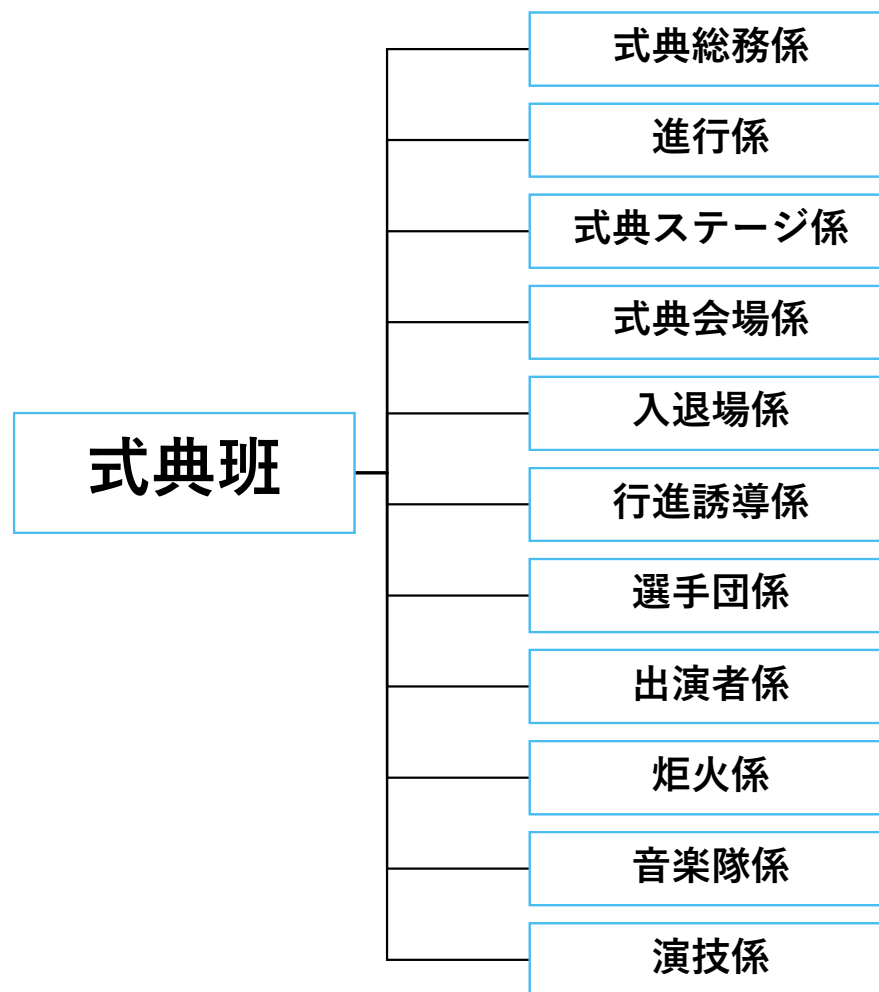 式典総務係
進行係
式典ステージ係
式典会場係
入退場係
式典班
行進誘導係
選手団係
出演者係
炬火係
音楽隊係
演技係